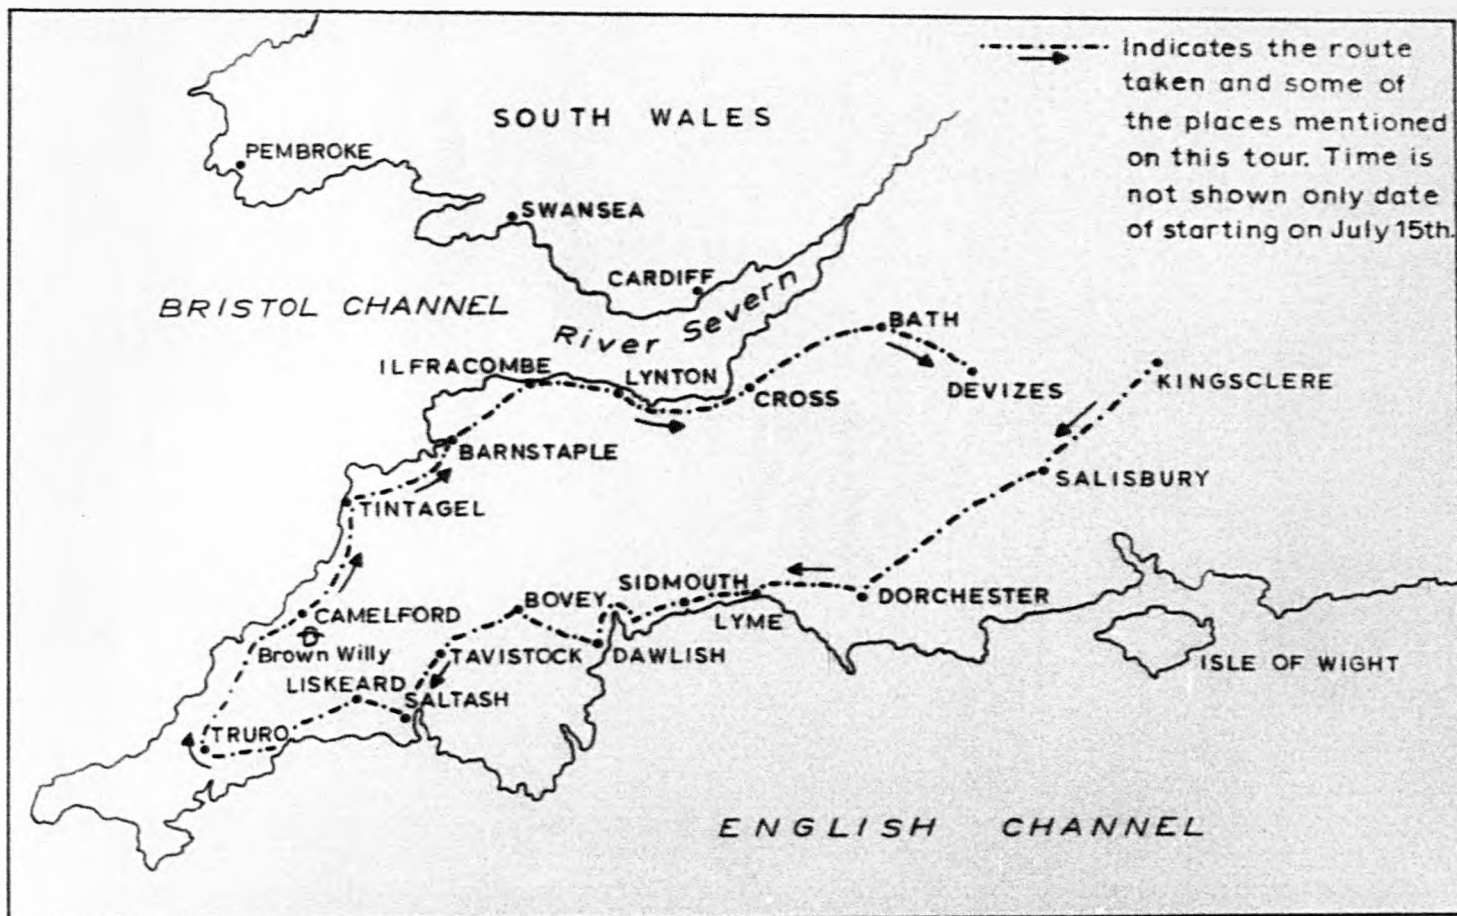 Indicates the route
taken and some of
the places mentioned
on this tour. Time is
not shown only date
of starting on July 15th.
SOUTH WALES
PEMBROKE
SWANSEA
CARDIFF
BRISTOL CHANNEL
River Severn
BATH
ILFRACOMBE
LYNTON
CROSS
DEVIZES
KINGSCLERE
BARNSTAPLE
SALISBURY
TINTAGEL
SIDMOUTH
BOVEY
DORCHESTER
CAMELFORD
LYME
Brown Willy
TAVISTOCK
DAWLISH
ISLE OF WIGHT
LISKEARD
SALTASH
TRURO
ENGLISH CHANNEL